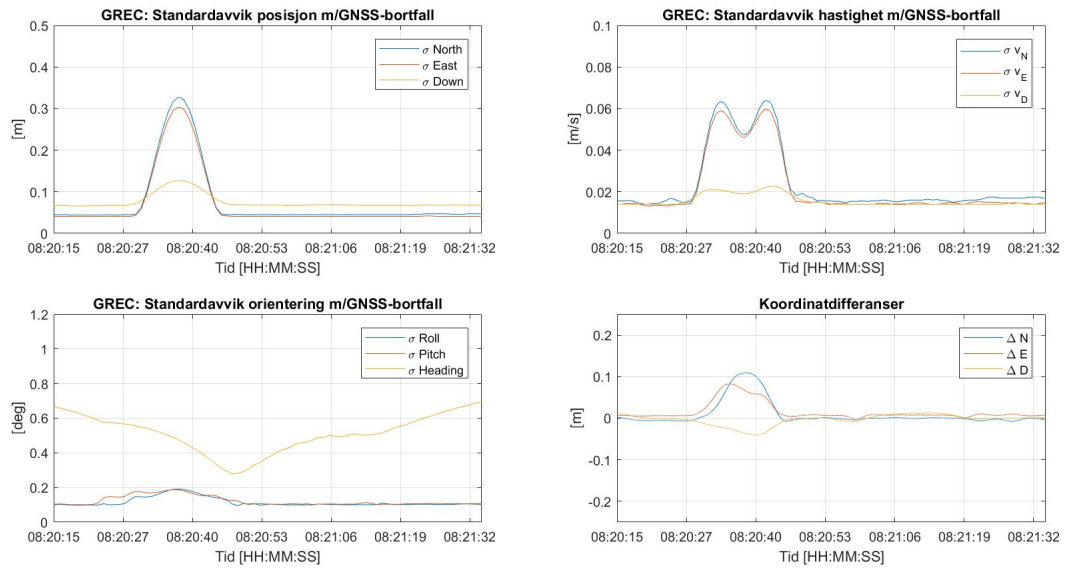 GREC: Standardavvik posisjon m/GNSS-bortfall
0.5
0.4
0.3
0.2
0.1
0
[m]
σ North
σ East
σ Down
08:20:15 08:20:27 08:20:40 08:20:53 08:21:06 08:21:19 08:21:32
Tid [HH:MM:SS]
GREC: Standardavvik hastighet m/GNSS-bortfall
0.1
0.08
0.06
0.04
0.02
0
[m/s]
σ v_N
σ v_E
σ v_D
08:20:15 08:20:27 08:20:40 08:20:53 08:21:06 08:21:19 08:21:32
Tid [HH:MM:SS]
GREC: Standardavvik orientering m/GNSS-bortfall
1.2
1
0.8
0.6
0.4
0.2
0
[deg]
σ Roll
σ Pitch
σ Heading
08:20:15 08:20:27 08:20:40 08:20:53 08:21:06 08:21:19 08:21:32
Tid [HH:MM:SS]
Koordinatdifferanser
0.2
0.1
0
-0.1
-0.2
[m]
Δ N
Δ E
Δ D
08:20:15 08:20:27 08:20:40 08:20:53 08:21:06 08:21:19 08:21:32
Tid [HH:MM:SS]